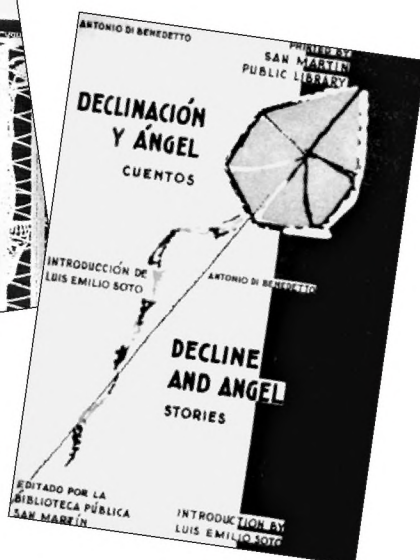 ANTONIO DI BENEDETTO
PRINTED BY
SAN MARTIN
PUBLIC LIBRARY
DECLINACIÓN
Y ÁNGEL
CUENTOS
INTRODUCCIÓN DE
LUIS EMILIO SOTO
ANTONIO DI BENEDETTO
DECLINE
AND ANGEL
STORIES
EDITADO POR LA
BIBLIOTECA PÚBLICA
SAN MARTÍN
INTRODUCTION BY
LUIS EMILIO SOTO